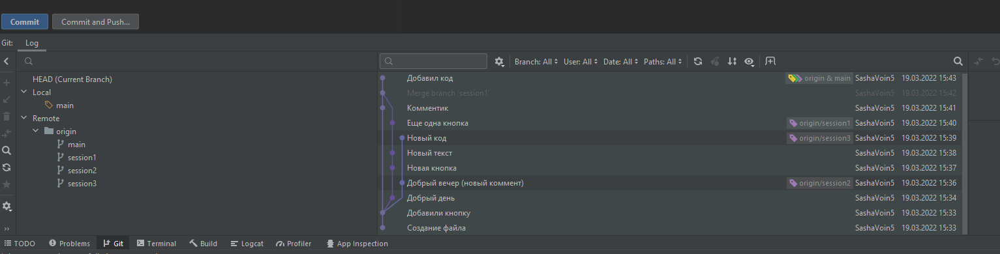 Commit
Commit and Push...
Git: Log
Branch: All User: All Date: All Paths: All
HEAD (Current Branch)
Local
main
Remote
origin
main
session1
session2
session3
Добавил код origin & main SashaVoin5 19.03.2022 15:43
Merge branch 'session1' SashaVoin5 19.03.2022 15:42
Комментик SashaVoin5 19.03.2022 15:41
Еще одна кнопка origin/session1 SashaVoin5 19.03.2022 15:40
Новый код origin/session3 SashaVoin5 19.03.2022 15:39
Новый текст SashaVoin5 19.03.2022 15:38
Новая кнопка SashaVoin5 19.03.2022 15:37
Добрый вечер (новый коммент) origin/session2 SashaVoin5 19.03.2022 15:36
Добрый день SashaVoin5 19.03.2022 15:34
Добавили кнопку SashaVoin5 19.03.2022 15:33
Создание файла SashaVoin5 19.03.2022 15:33
TODO Problems Git Terminal Build Logcat Profiler App Inspection